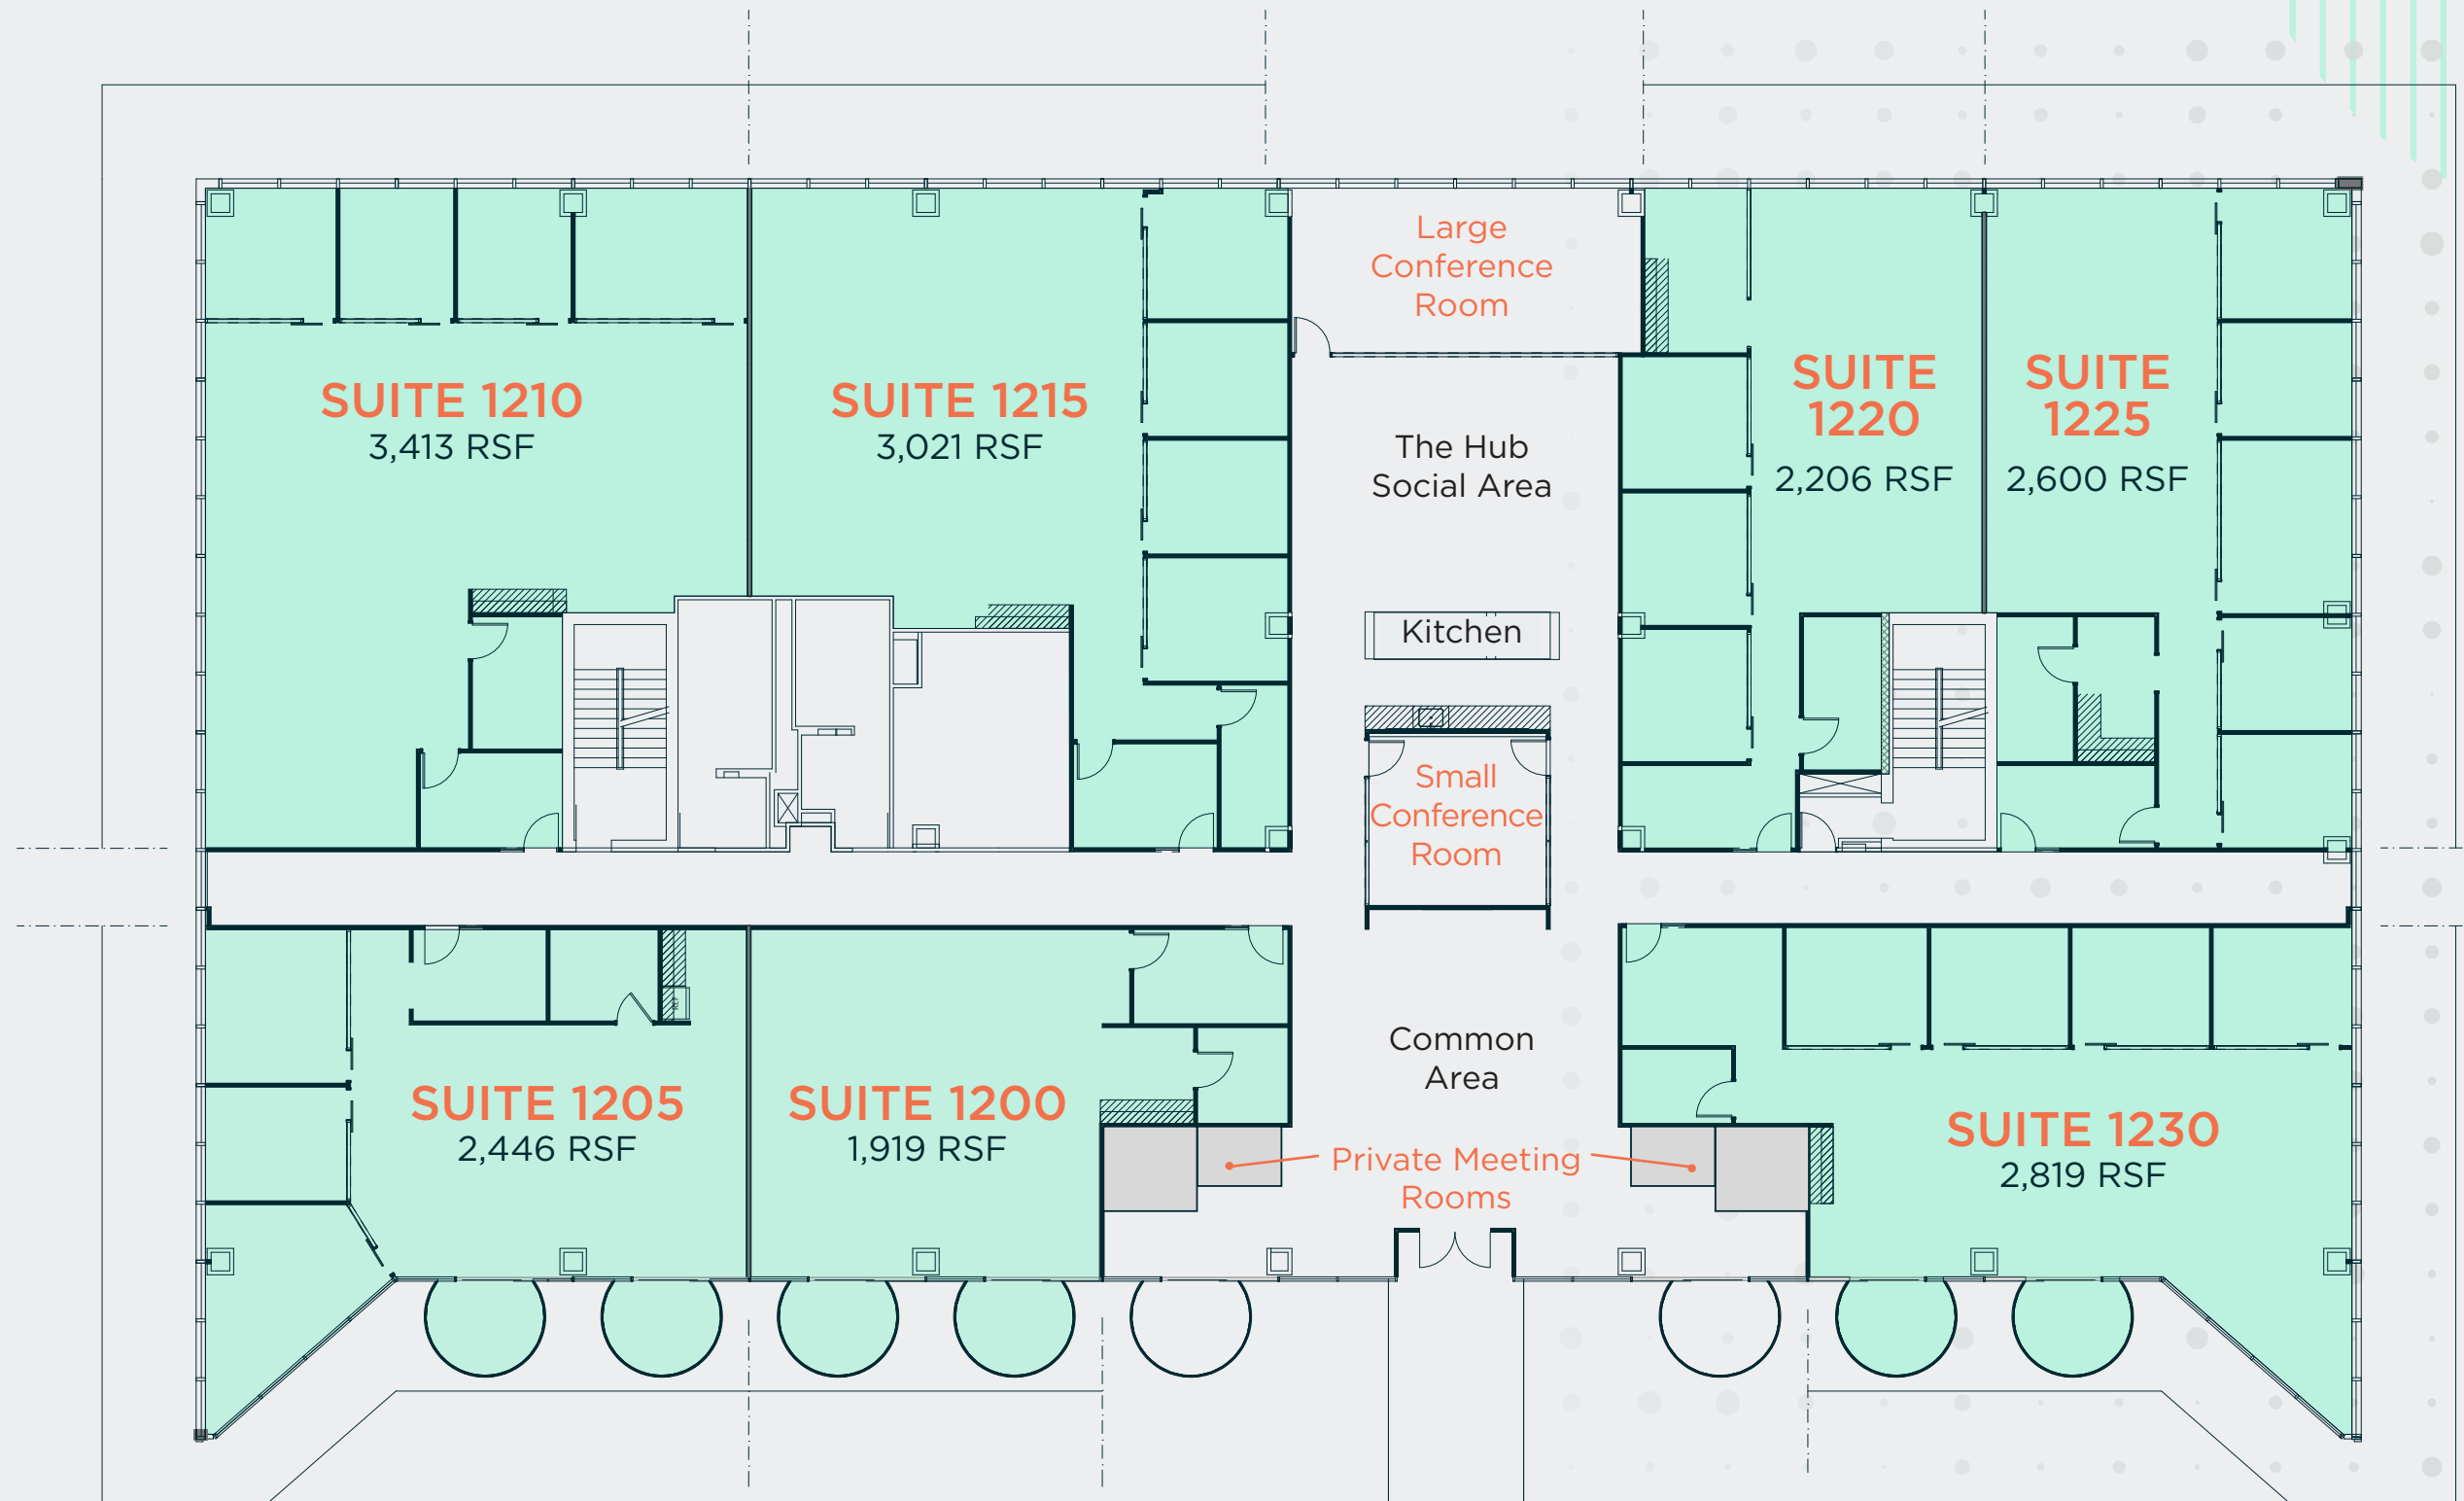 Large
Conference
Room
SUITE 1210
3,413 RSF
SUITE 1215
3,021 RSF
The Hub
Social Area
SUITE
1220
2,206 RSF
SUITE
1225
2,600 RSF
Kitchen
Small
Conference
Room
REF
SUITE 1205
2,446 RSF
SUITE 1200
1,919 RSF
Common
Area
Private Meeting
Rooms
SUITE 1230
2,819 RSF